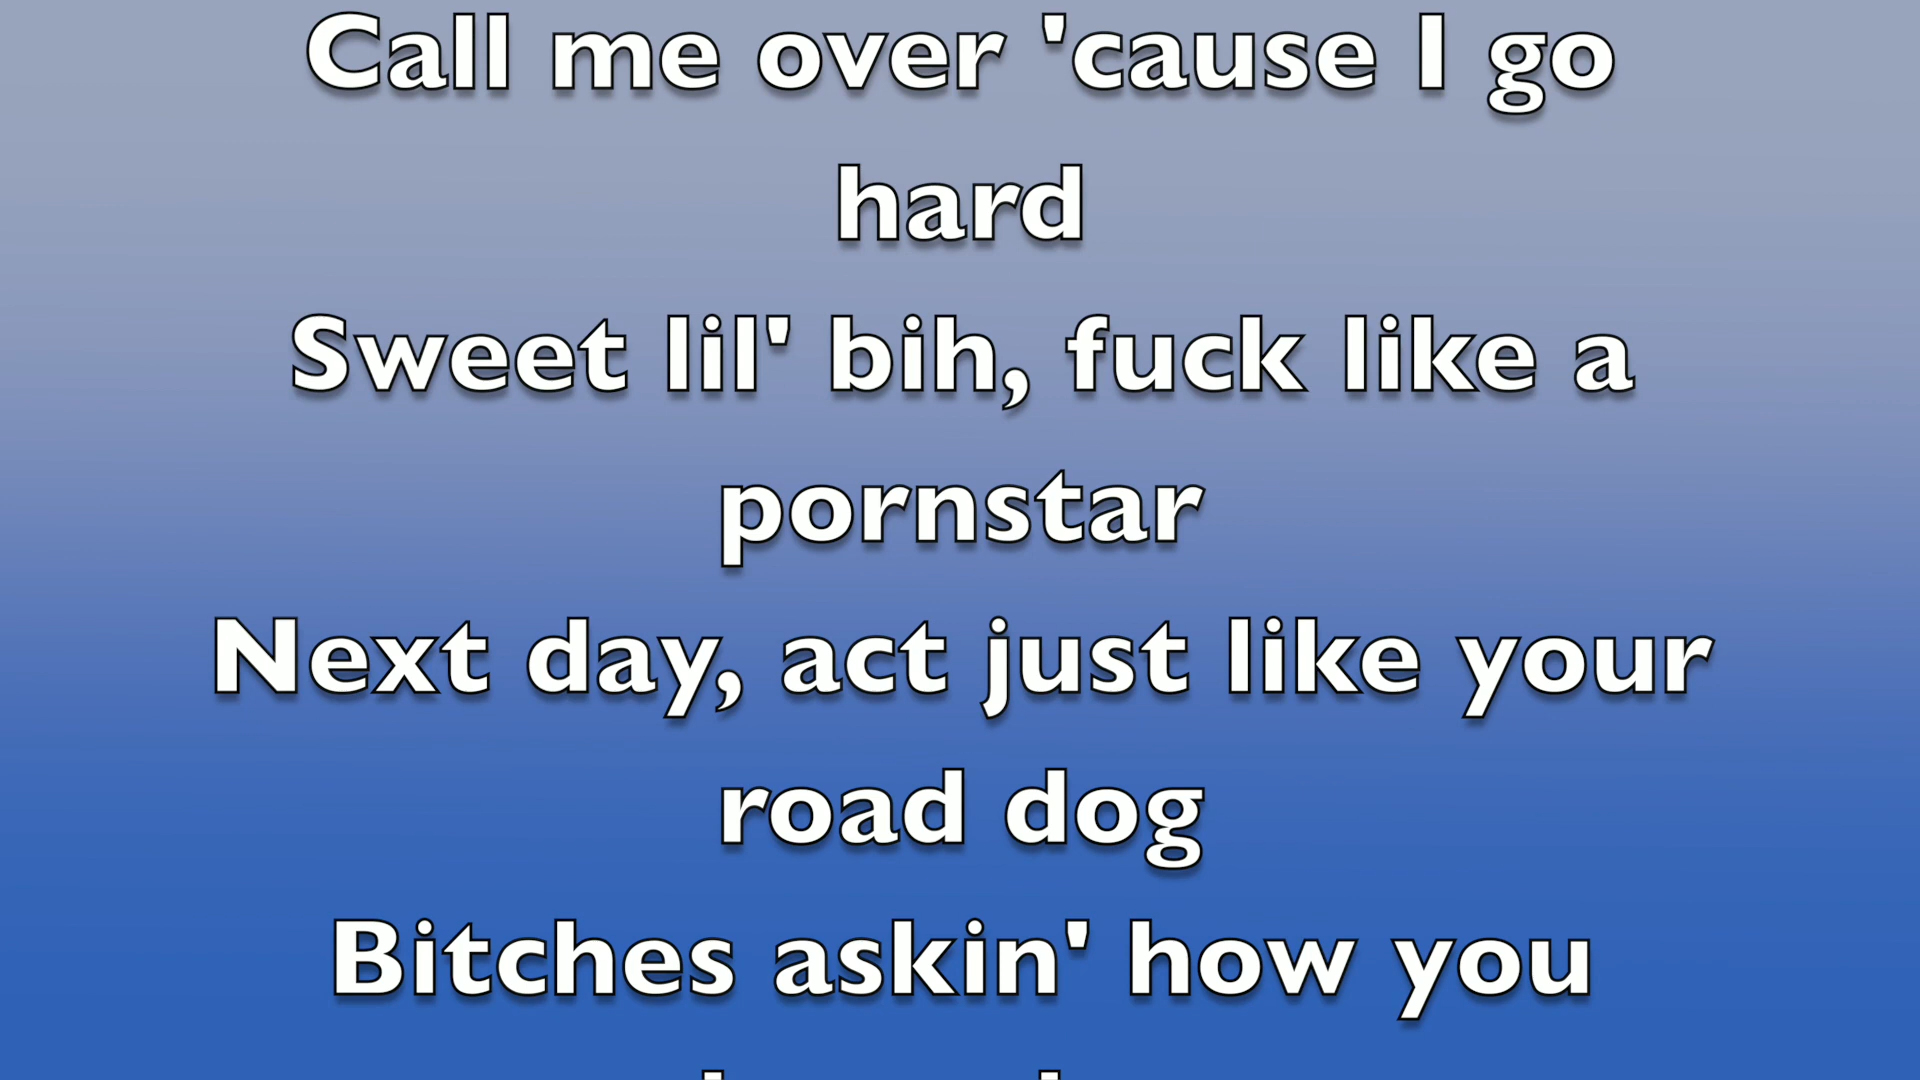 Call me over 'cause I go
hard
Sweet lil' bih, fuck like a
pornstar
Next day, act just like your
road dog
Bitches askin' how you